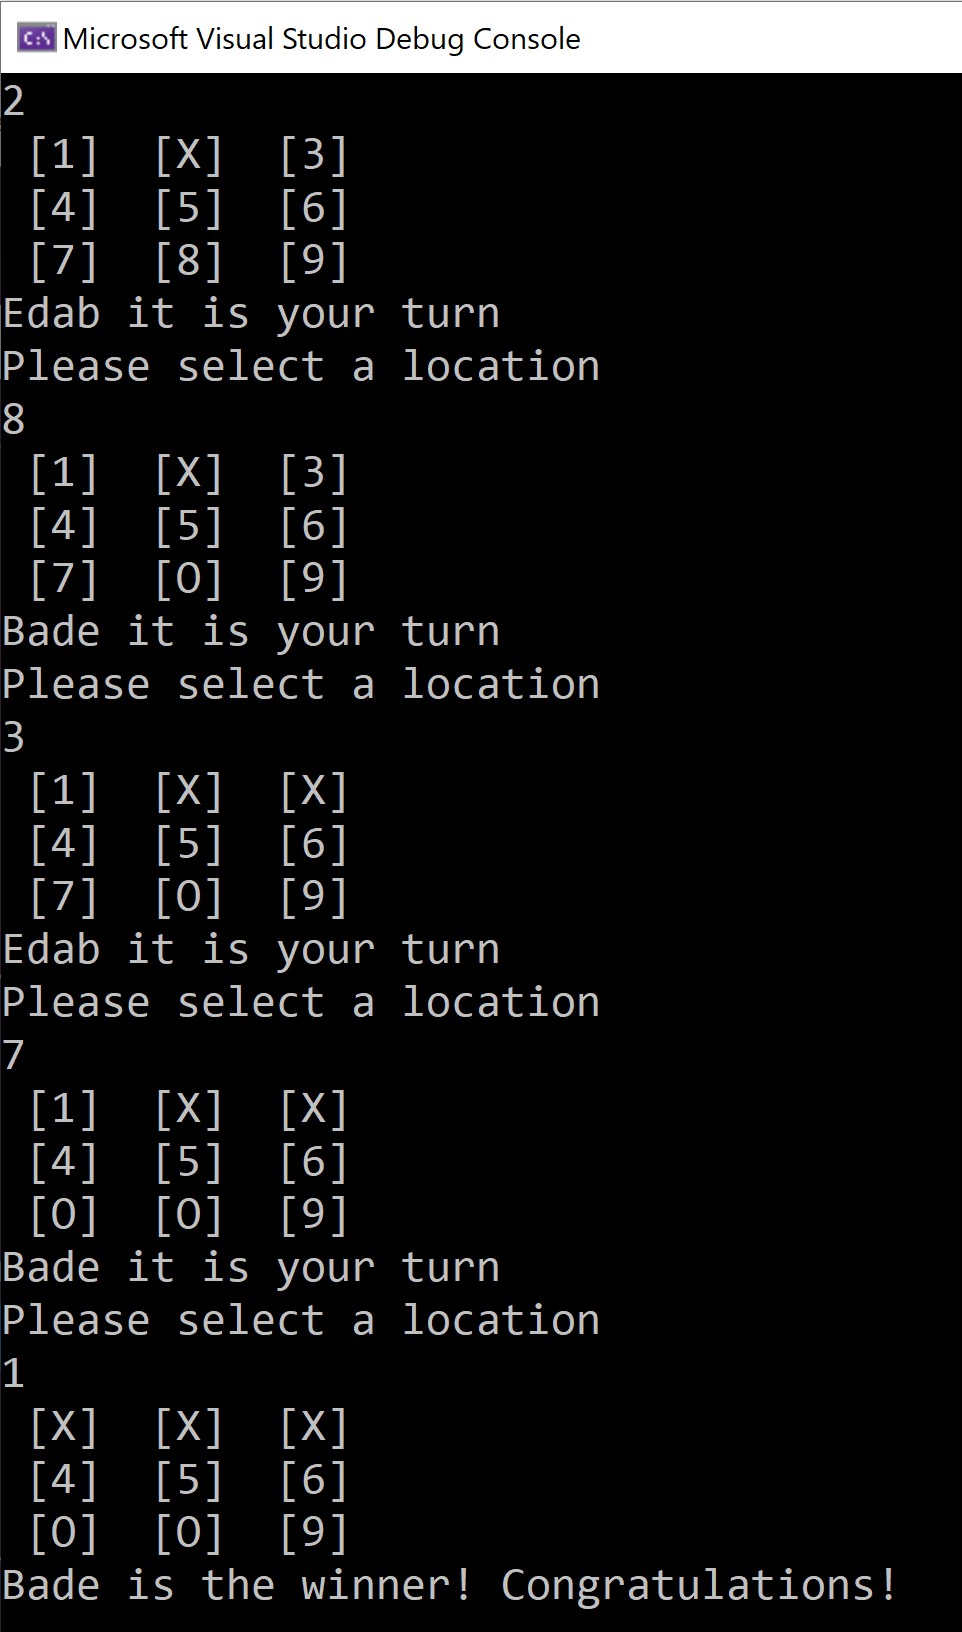 Microsoft Visual Studio Debug Console
2
[1] [X] [3]
[4] [5] [6]
[7] [8] [9]
Edab it is your turn
Please select a location
8
[1] [X] [3]
[4] [5] [6]
[7] [O] [9]
Bade it is your turn
Please select a location
3
[1] [X] [X]
[4] [5] [6]
[7] [O] [9]
Edab it is your turn
Please select a location
7
[1] [X] [X]
[4] [5] [6]
[O] [O] [9]
Bade it is your turn
Please select a location
1
[X] [X] [X]
[4] [5] [6]
[O] [O] [9]
Bade is the winner! Congratulations!